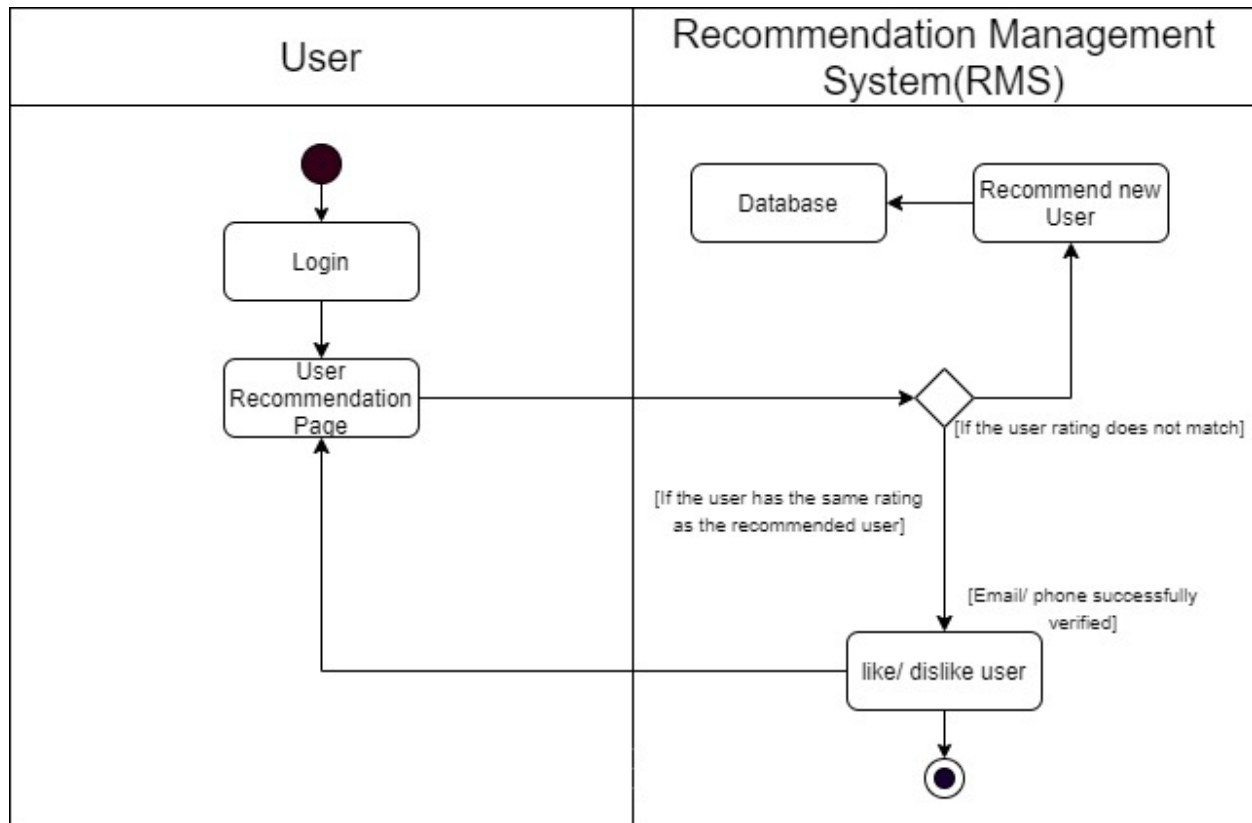 User
Recommendation Management
System(RMS)
Database
Recommend new
User
Login
User
Recommendation
Page
[If the user rating does not match]
[If the user has the same rating
as the recommended user]
[Email/ phone successfully
verified]
like/ dislike user